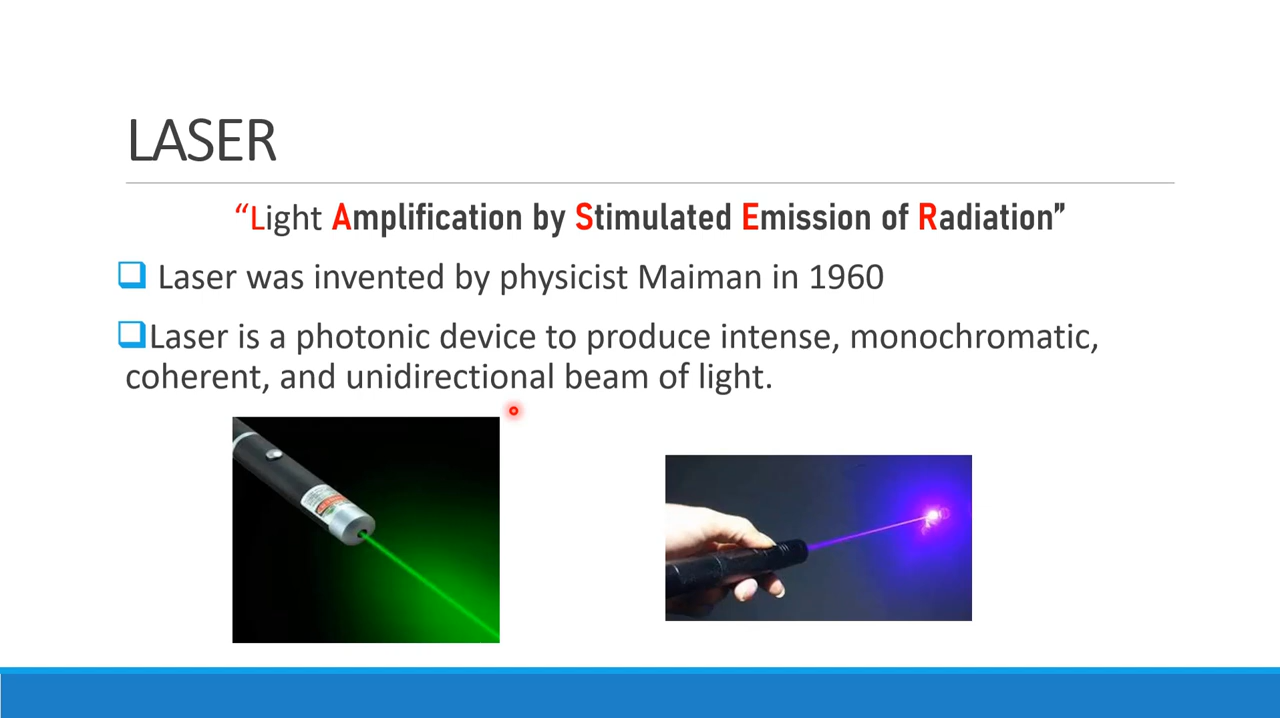 LASER
“Light Amplification by Stimulated Emission of Radiation”
Laser was invented by physicist Maiman in 1960
Laser is a photonic device to produce intense, monochromatic,
coherent, and unidirectional beam of light.